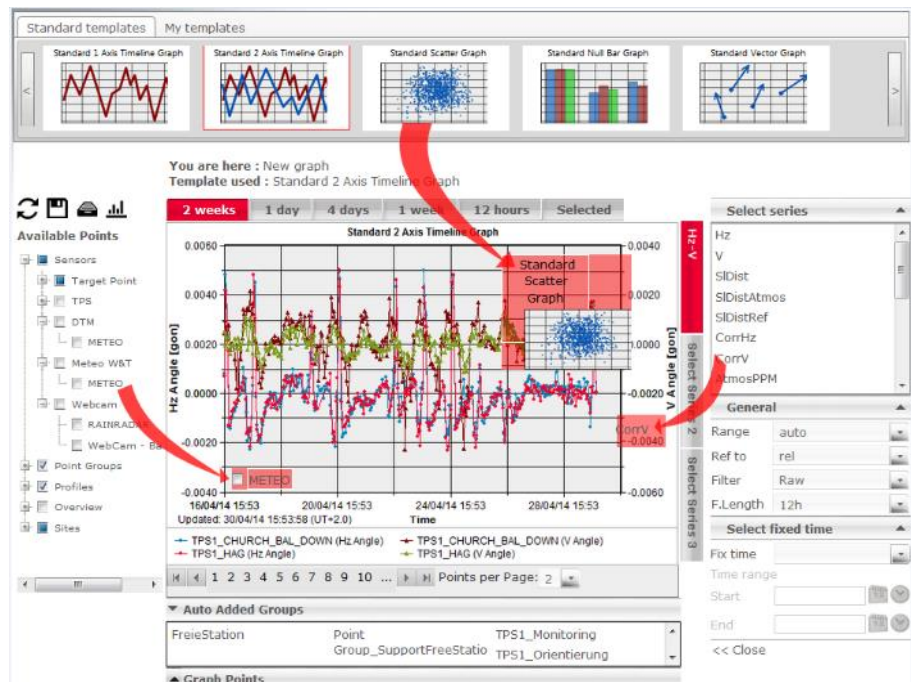 Standard templates
My templates
Standard 1 Axis Timeline Graph
Standard 2 Axis Timeline Graph
Standard Scatter Graph
Standard Null Bar Graph
Standard Vector Graph
<
>
You are here : New graph
Template used : Standard 2 Axis Timeline Graph
Available Points
Sensors
Target Point
TPS
DTM
METEO
Meteo W&T
METEO
Webcam
RAINRADAR
WebCam - Ba
Point Groups
Profiles
Overview
Sites
2 weeks
1 day
4 days
1 week
12 hours
Selected
Standard 2 Axis Timeline Graph
Hz Angle [gon]
0.0060
0.0040
0.0020
0.0000
-0.0020
-0.0040
Standard
Scatter
Graph
METEO
CorrV
0.0040
0.0020
0.0000
-0.0020
-0.0040
-0.0060
V Angle [gon]
16/04/14 15:53
20/04/14 15:53
24/04/14 15:53
28/04/14 15:53
Updated: 30/04/14 15:53:58 (UT+2.0)
Time
TPS1_CHURCH_BAL_DOWN (Hz Angle)
TPS1_CHURCH_BAL_DOWN (V Angle)
TPS1_HAG (Hz Angle)
TPS1_HAG (V Angle)
1 2 3 4 5 6 7 8 9 10 ...
Points per Page: 2
Auto Added Groups
FreieStation
Point
Group_SupportFreeStatio
TPS1_Monitoring
TPS1_Orientierung
Graph Points
Hz-V
Select Series 2
Select Series 3
Select series
Hz
V
SlDist
SlDistAtmos
SlDistRef
CorrHz
CorrV
AtmosPPM
General
Range auto
Ref to rel
Filter Raw
F.Length 12h
Select fixed time
Fix time
Time range
Start
End
<< Close